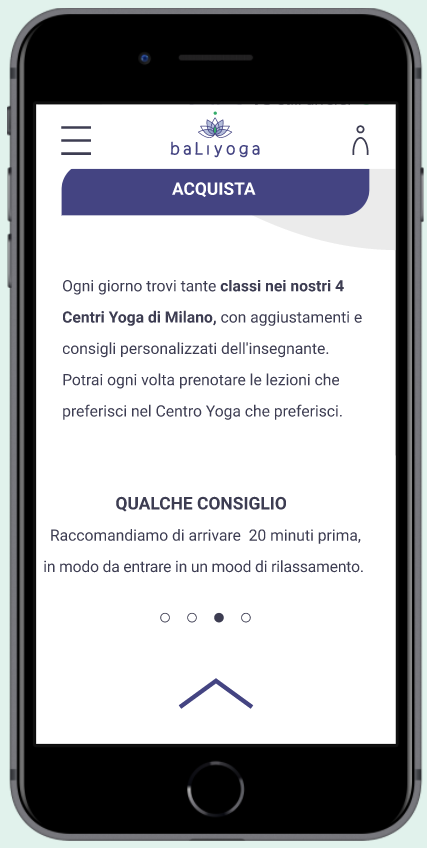 baLıyoga
ACQUISTA
Ogni giorno trovi tante classi nei nostri 4
Centri Yoga di Milano, con aggiustamenti e
consigli personalizzati dell'insegnante.
Potrai ogni volta prenotare le lezioni che
preferisci nel Centro Yoga che preferisci.
QUALCHE CONSIGLIO
Raccomandiamo di arrivare 20 minuti prima,
in modo da entrare in un mood di rilassamento.